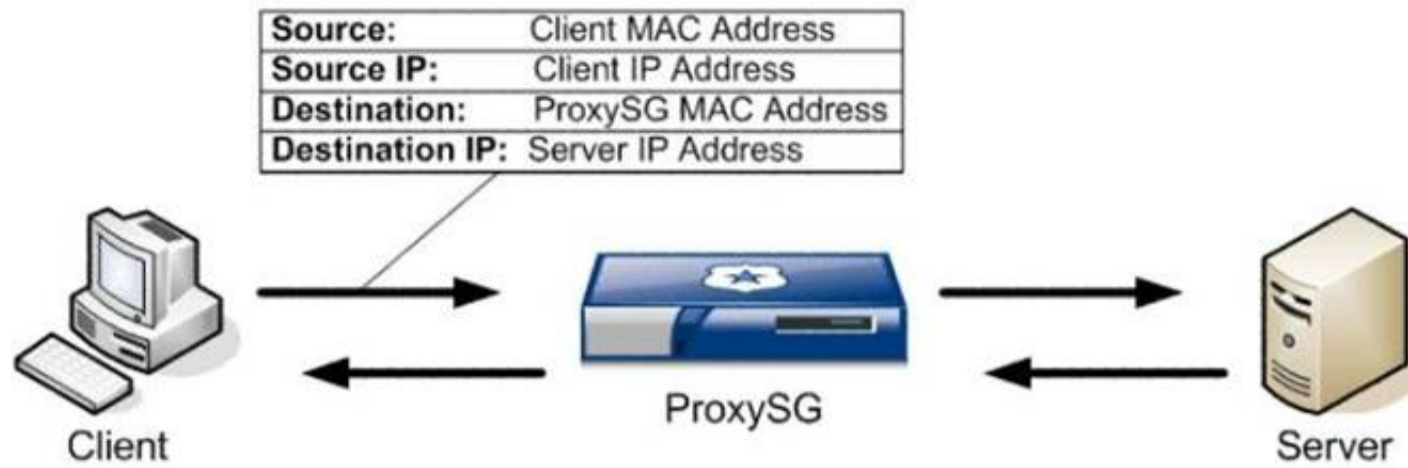 Source: Client MAC Address
Source IP: Client IP Address
Destination: ProxySG MAC Address
Destination IP: Server IP Address
Client
ProxySG
Server